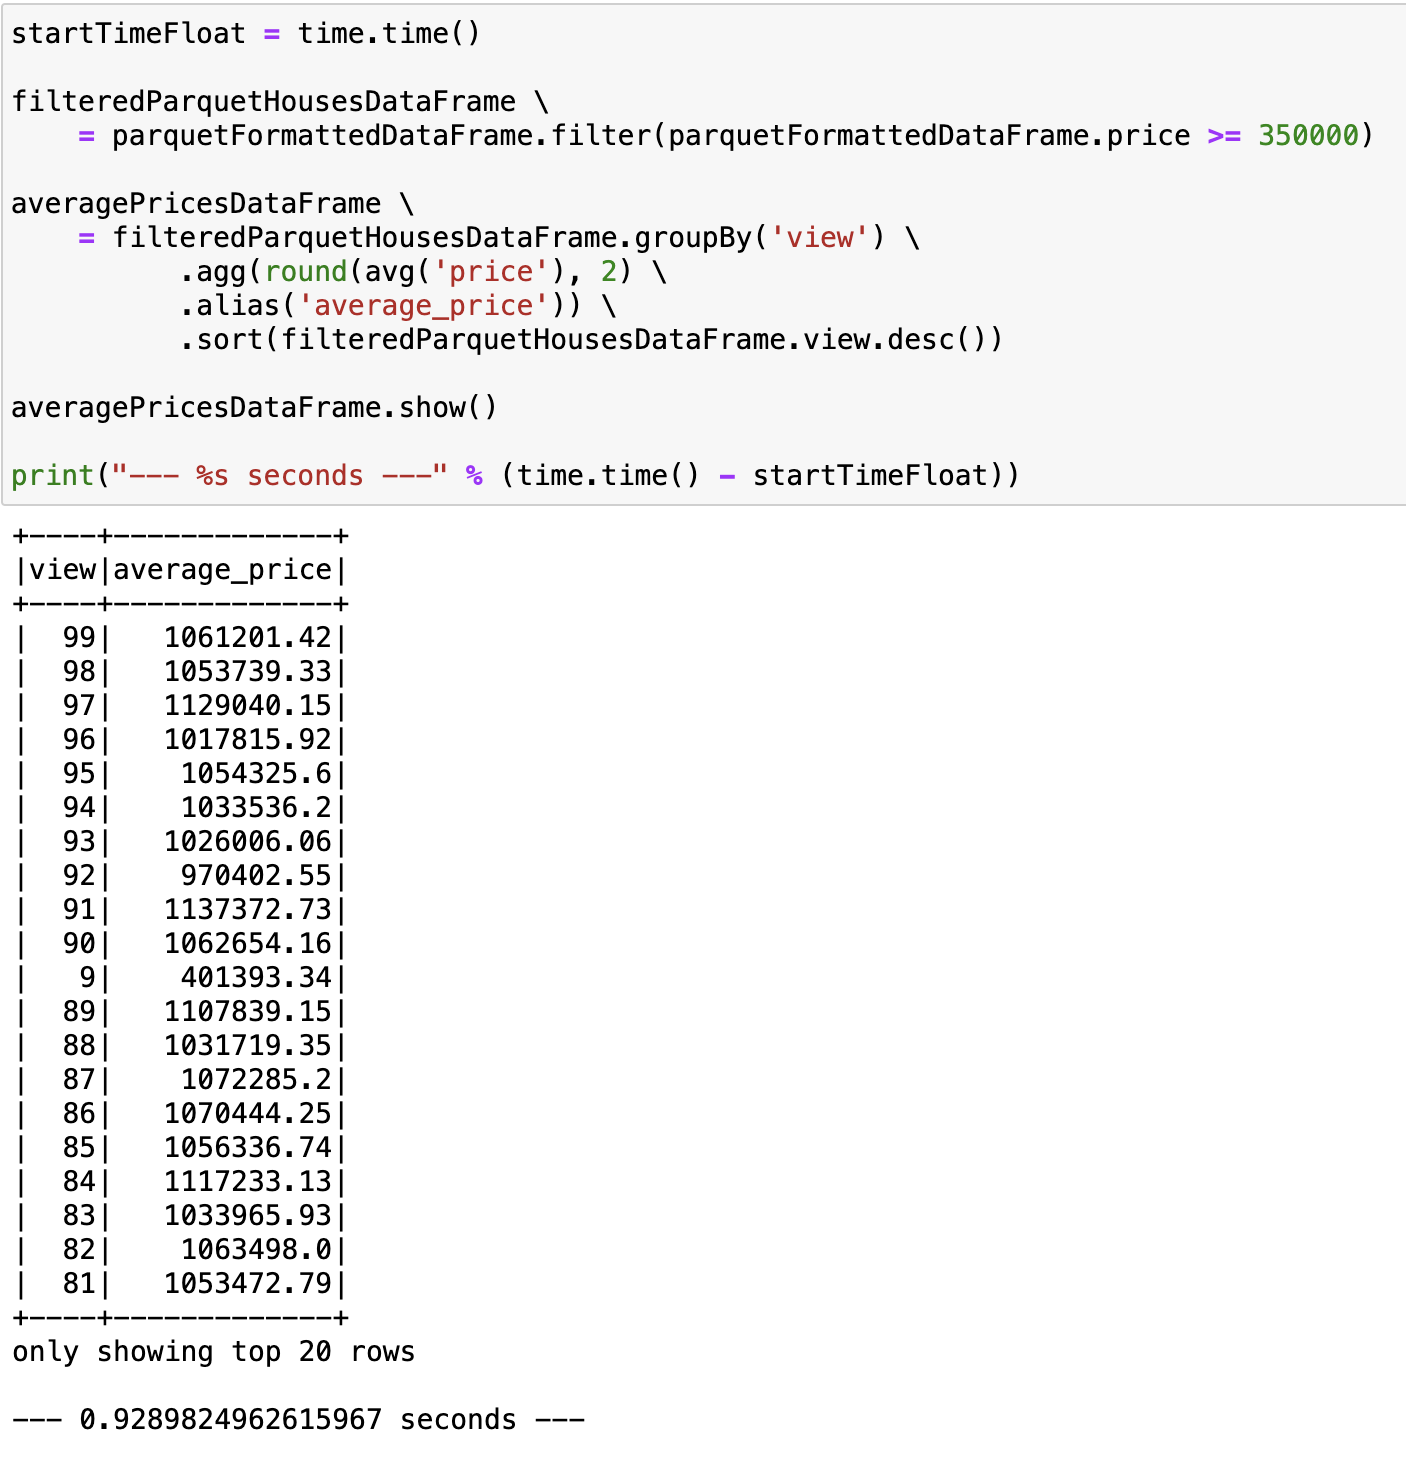 startTimeFloat = time.time()
filteredParquetHousesDataFrame \
    = parquetFormattedDataFrame.filter(parquetFormattedDataFrame.price >= 350000)
averagePricesDataFrame \
    = filteredParquetHousesDataFrame.groupBy('view') \
          .agg(round(avg('price'), 2) \
          .alias('average_price')) \
          .sort(filteredParquetHousesDataFrame.view.desc())
averagePricesDataFrame.show()
print("--- %s seconds ---" % (time.time() - startTimeFloat))
+----+-------------+
|view|average_price|
+----+-------------+
|  99|   1061201.42|
|  98|   1053739.33|
|  97|   1129040.15|
|  96|   1017815.92|
|  95|    1054325.6|
|  94|    1033536.2|
|  93|   1026006.06|
|  92|    970402.55|
|  91|   1137372.73|
|  90|   1062654.16|
|   9|    401393.34|
|  89|   1107839.15|
|  88|   1031719.35|
|  87|    1072285.2|
|  86|   1070444.25|
|  85|   1056336.74|
|  84|   1117233.13|
|  83|   1033965.93|
|  82|    1063498.0|
|  81|   1053472.79|
+----+-------------+
only showing top 20 rows
--- 0.9289824962615967 seconds ---